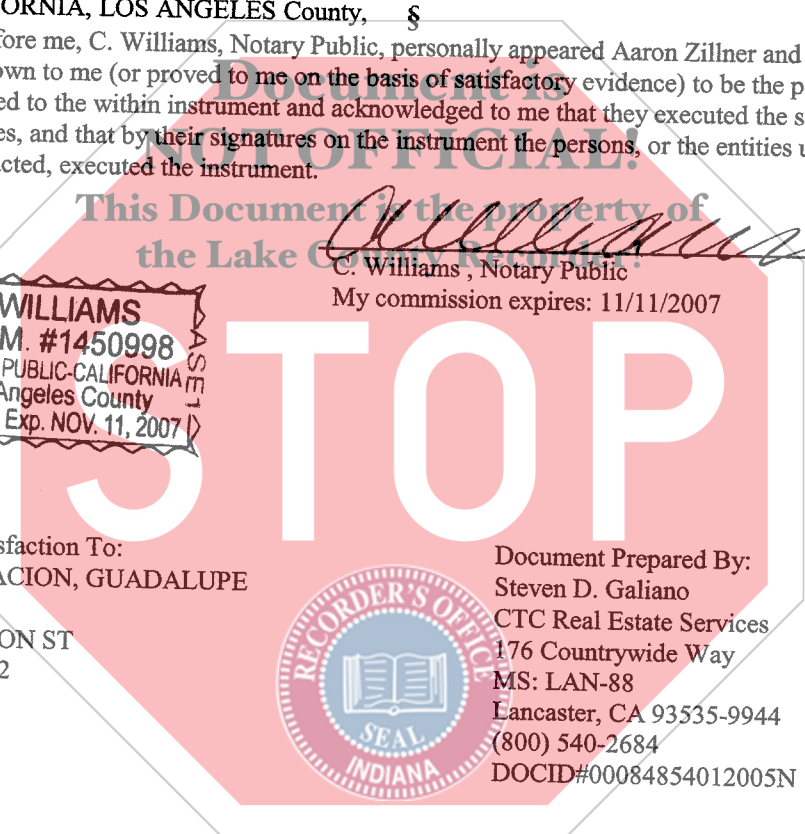 ORNIA, LOS ANGELES County, §
fore me, C. Williams, Notary Public, personally appeared Aaron Zillner and
own to me (or proved to me on the basis of satisfactory evidence) to be the p
ed to the within instrument and acknowledged to me that they executed the s
es, and that by their signatures on the instrument the persons, or the entities u
acted, executed the instrument.
Document is
NOT OFFICIAL!
This Document is the property of
the Lake County Recorder!
C. Williams , Notary Public
My commission expires: 11/11/2007
WILLIAMS
M. #1450998
PUBLIC-CALIFORNIA
Angeles County
Exp. NOV. 11, 2007
STOP
sfaction To:
ACION, GUADALUPE
ON ST
2
Document Prepared By:
Steven D. Galiano
CTC Real Estate Services
176 Countrywide Way
MS: LAN-88
Lancaster, CA 93535-9944
(800) 540-2684
DOCID#00084854012005N
RECORDER'S OFFICE
SEAL
INDIANA